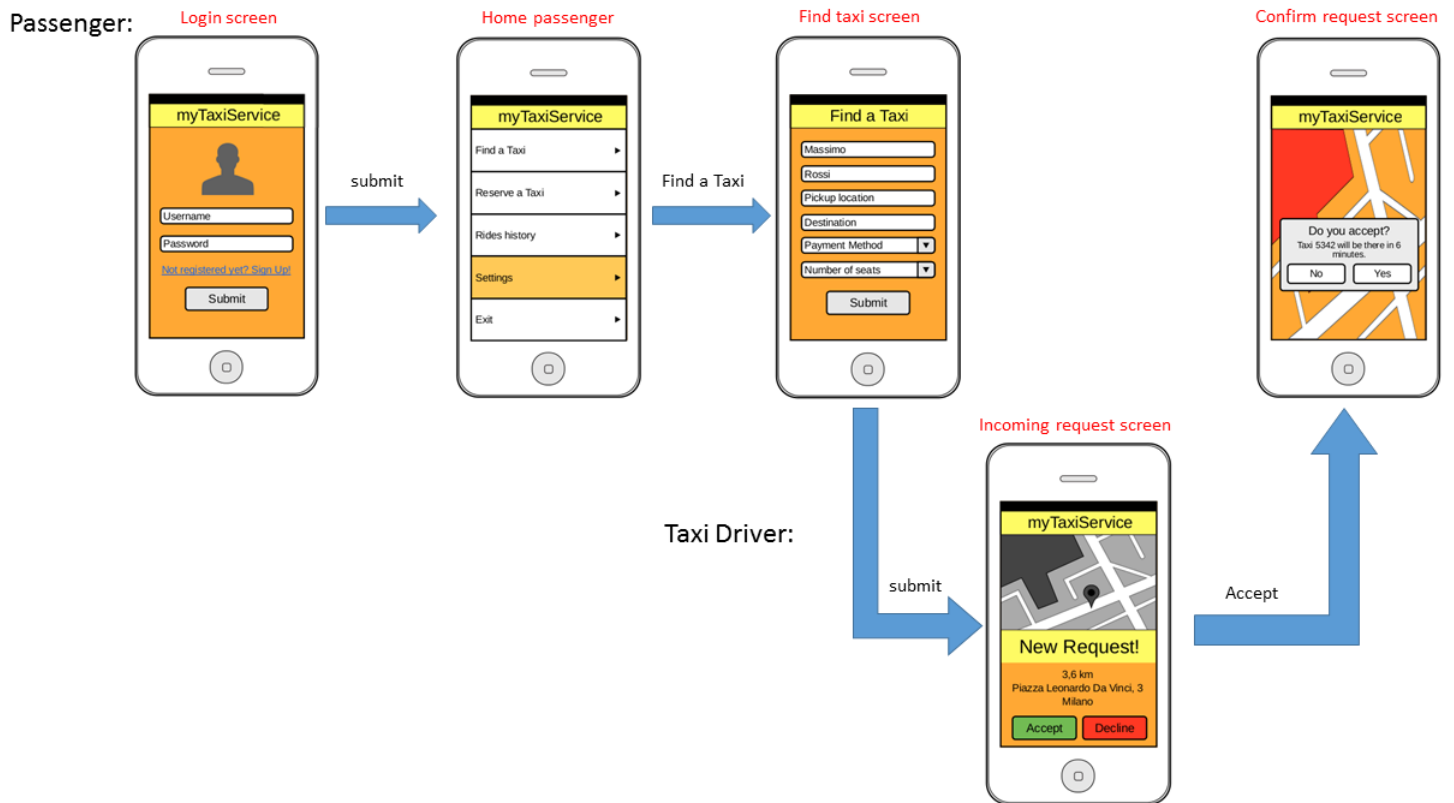 Passenger:
Login screen
myTaxiService
Username
Password
Not registered yet? Sign Up!
Submit
submit
Home passenger
myTaxiService
Find a Taxi
Reserve a Taxi
Rides history
Settings
Exit
Find a Taxi
Find taxi screen
Find a Taxi
Massimo
Rossi
Pickup location
Destination
Payment Method
Number of seats
Submit
Confirm request screen
myTaxiService
Do you accept?
Taxi 5342 will be there in 6
minutes.
No
Yes
Taxi Driver:
submit
Incoming request screen
myTaxiService
New Request!
3,6 km
Piazza Leonardo Da Vinci, 3
Milano
Accept
Decline
Accept